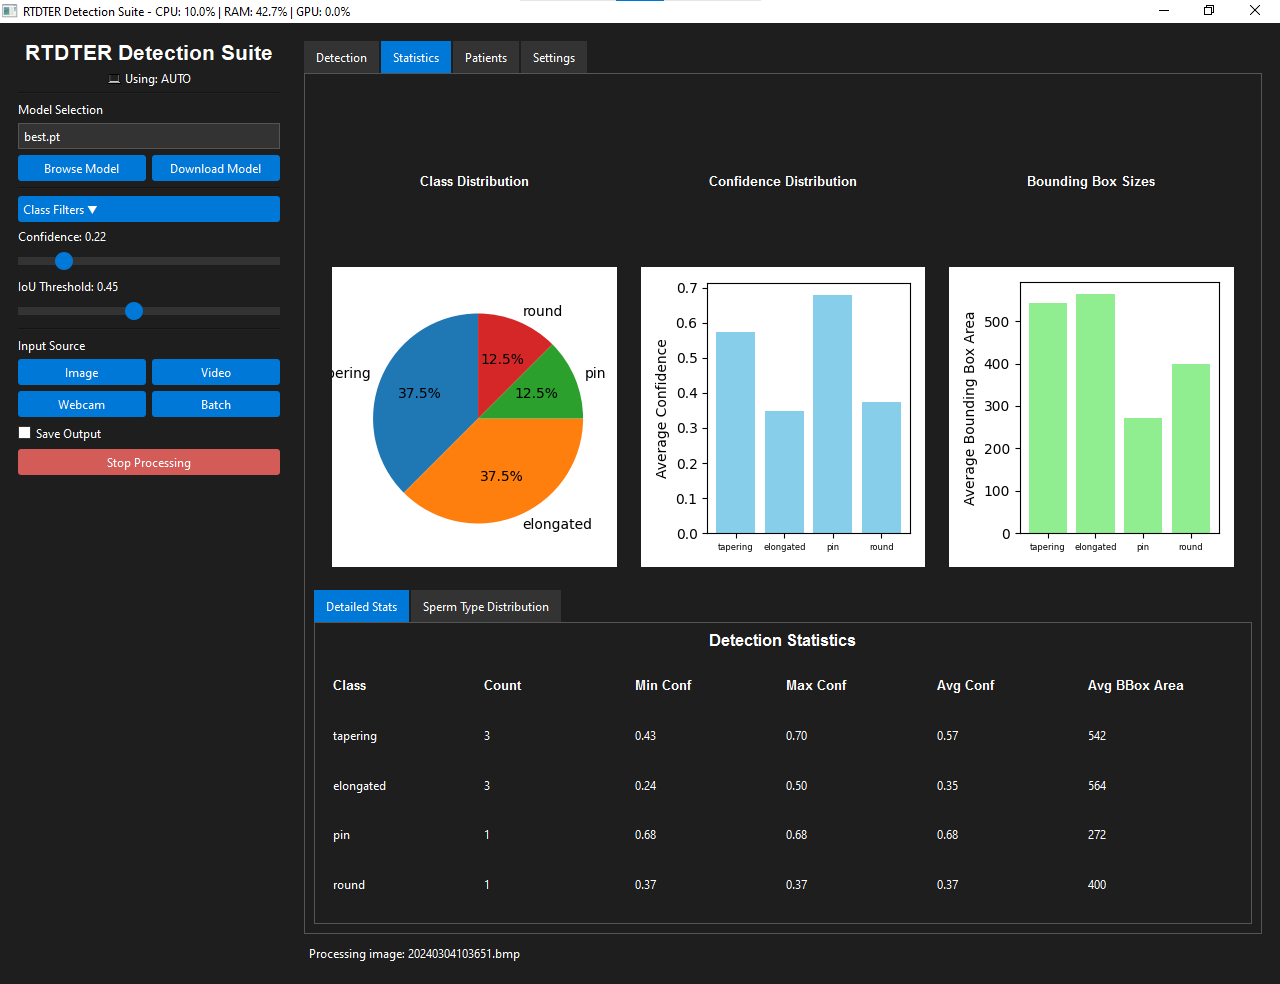 RTDTER Detection Suite - CPU: 10.0% | RAM: 42.7% | GPU: 0.0%
RTDTER Detection Suite
Using: AUTO
Model Selection
best.pt
Browse Model Download Model
Class Filters ▼
Confidence: 0.22
IoU Threshold: 0.45
Input Source
Image Video
Webcam Batch
Save Output
Stop Processing
Detection Statistics Patients Settings
Class Distribution
round
pering
pin
12.5%
37.5%
12.5%
37.5%
elongated
Confidence Distribution
Average Confidence
0.7
0.6
0.5
0.4
0.3
0.2
0.1
0.0
tapering elongated pin round
Bounding Box Sizes
Average Bounding Box Area
500
400
300
200
100
0
tapering elongated pin round
Detailed Stats Sperm Type Distribution
Detection Statistics
Class Count Min Conf Max Conf Avg Conf Avg BBox Area
tapering 3 0.43 0.70 0.57 542
elongated 3 0.24 0.50 0.35 564
pin 1 0.68 0.68 0.68 272
round 1 0.37 0.37 0.37 400
Processing image: 20240304103651.bmp